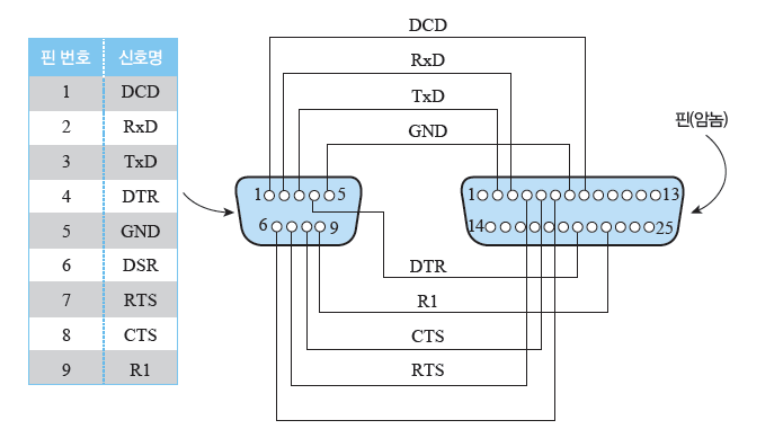 핀 번호 신호명
1 DCD
2 RxD
3 TxD
4 DTR
5 GND
6 DSR
7 RTS
8 CTS
9 R1
DCD
RxD
TxD
GND
핀(암놈)
1 5
6 9
1 13
14 25
DTR
R1
CTS
RTS